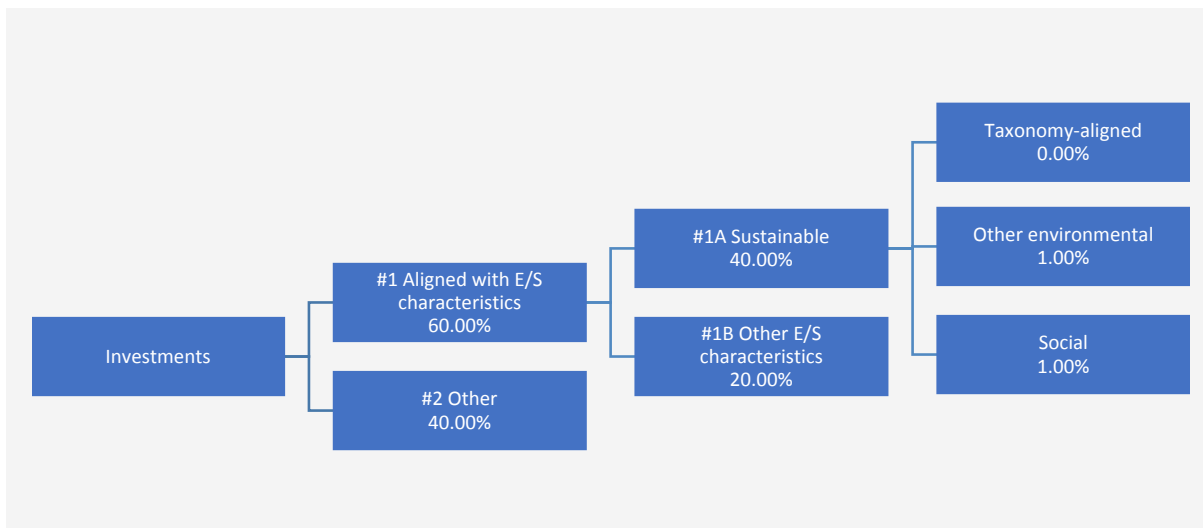 Investments
#1 Aligned with E/S
characteristics
60.00%
#2 Other
40.00%
#1A Sustainable
40.00%
#1B Other E/S
characteristics
20.00%
Taxonomy-aligned
0.00%
Other environmental
1.00%
Social
1.00%